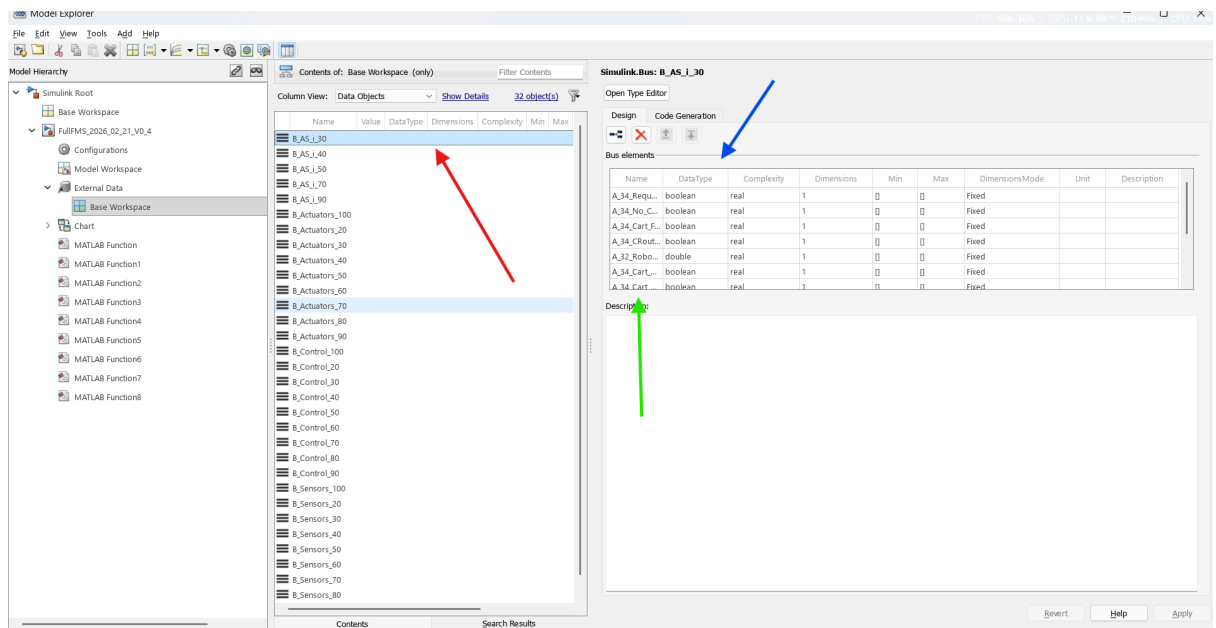 Model Explorer
File Edit View Tools Add Help
Model Hierarchy
Simulink Root
Base Workspace
FullFMS_2026_02_21_V0_4
Configurations
Model Workspace
External Data
Base Workspace
Chart
MATLAB Function
MATLAB Function1
MATLAB Function2
MATLAB Function3
MATLAB Function4
MATLAB Function5
MATLAB Function6
MATLAB Function7
MATLAB Function8
Contents of: Base Workspace (only) Filter Contents
Column View: Data Objects Show Details 32 object(s)
Name Value DataType Dimensions Complexity Min Max
B_AS_i_30
B_AS_i_40
B_AS_i_50
B_AS_i_70
B_AS_i_90
B_Actuators_100
B_Actuators_20
B_Actuators_30
B_Actuators_40
B_Actuators_50
B_Actuators_60
B_Actuators_70
B_Actuators_80
B_Actuators_90
B_Control_100
B_Control_20
B_Control_30
B_Control_40
B_Control_50
B_Control_60
B_Control_70
B_Control_80
B_Control_90
B_Sensors_100
B_Sensors_20
B_Sensors_30
B_Sensors_40
B_Sensors_50
B_Sensors_60
B_Sensors_70
B_Sensors_80
Contents Search Results
Simulink.Bus: B_AS_i_30
Open Type Editor
Design Code Generation
Bus elements
Name DataType Complexity Dimensions Min Max DimensionsMode Unit Description
A_34_Requ... boolean real 1 [] [] Fixed
A_34_No_C... boolean real 1 [] [] Fixed
A_34_Cart_F... boolean real 1 [] [] Fixed
A_34_CRout... boolean real 1 [] [] Fixed
A_32_Robo... double real 1 [] [] Fixed
A_34_Cart_... boolean real 1 [] [] Fixed
A_34_Cart_... boolean real 1 [] [] Fixed
Description:
Revert Help Apply